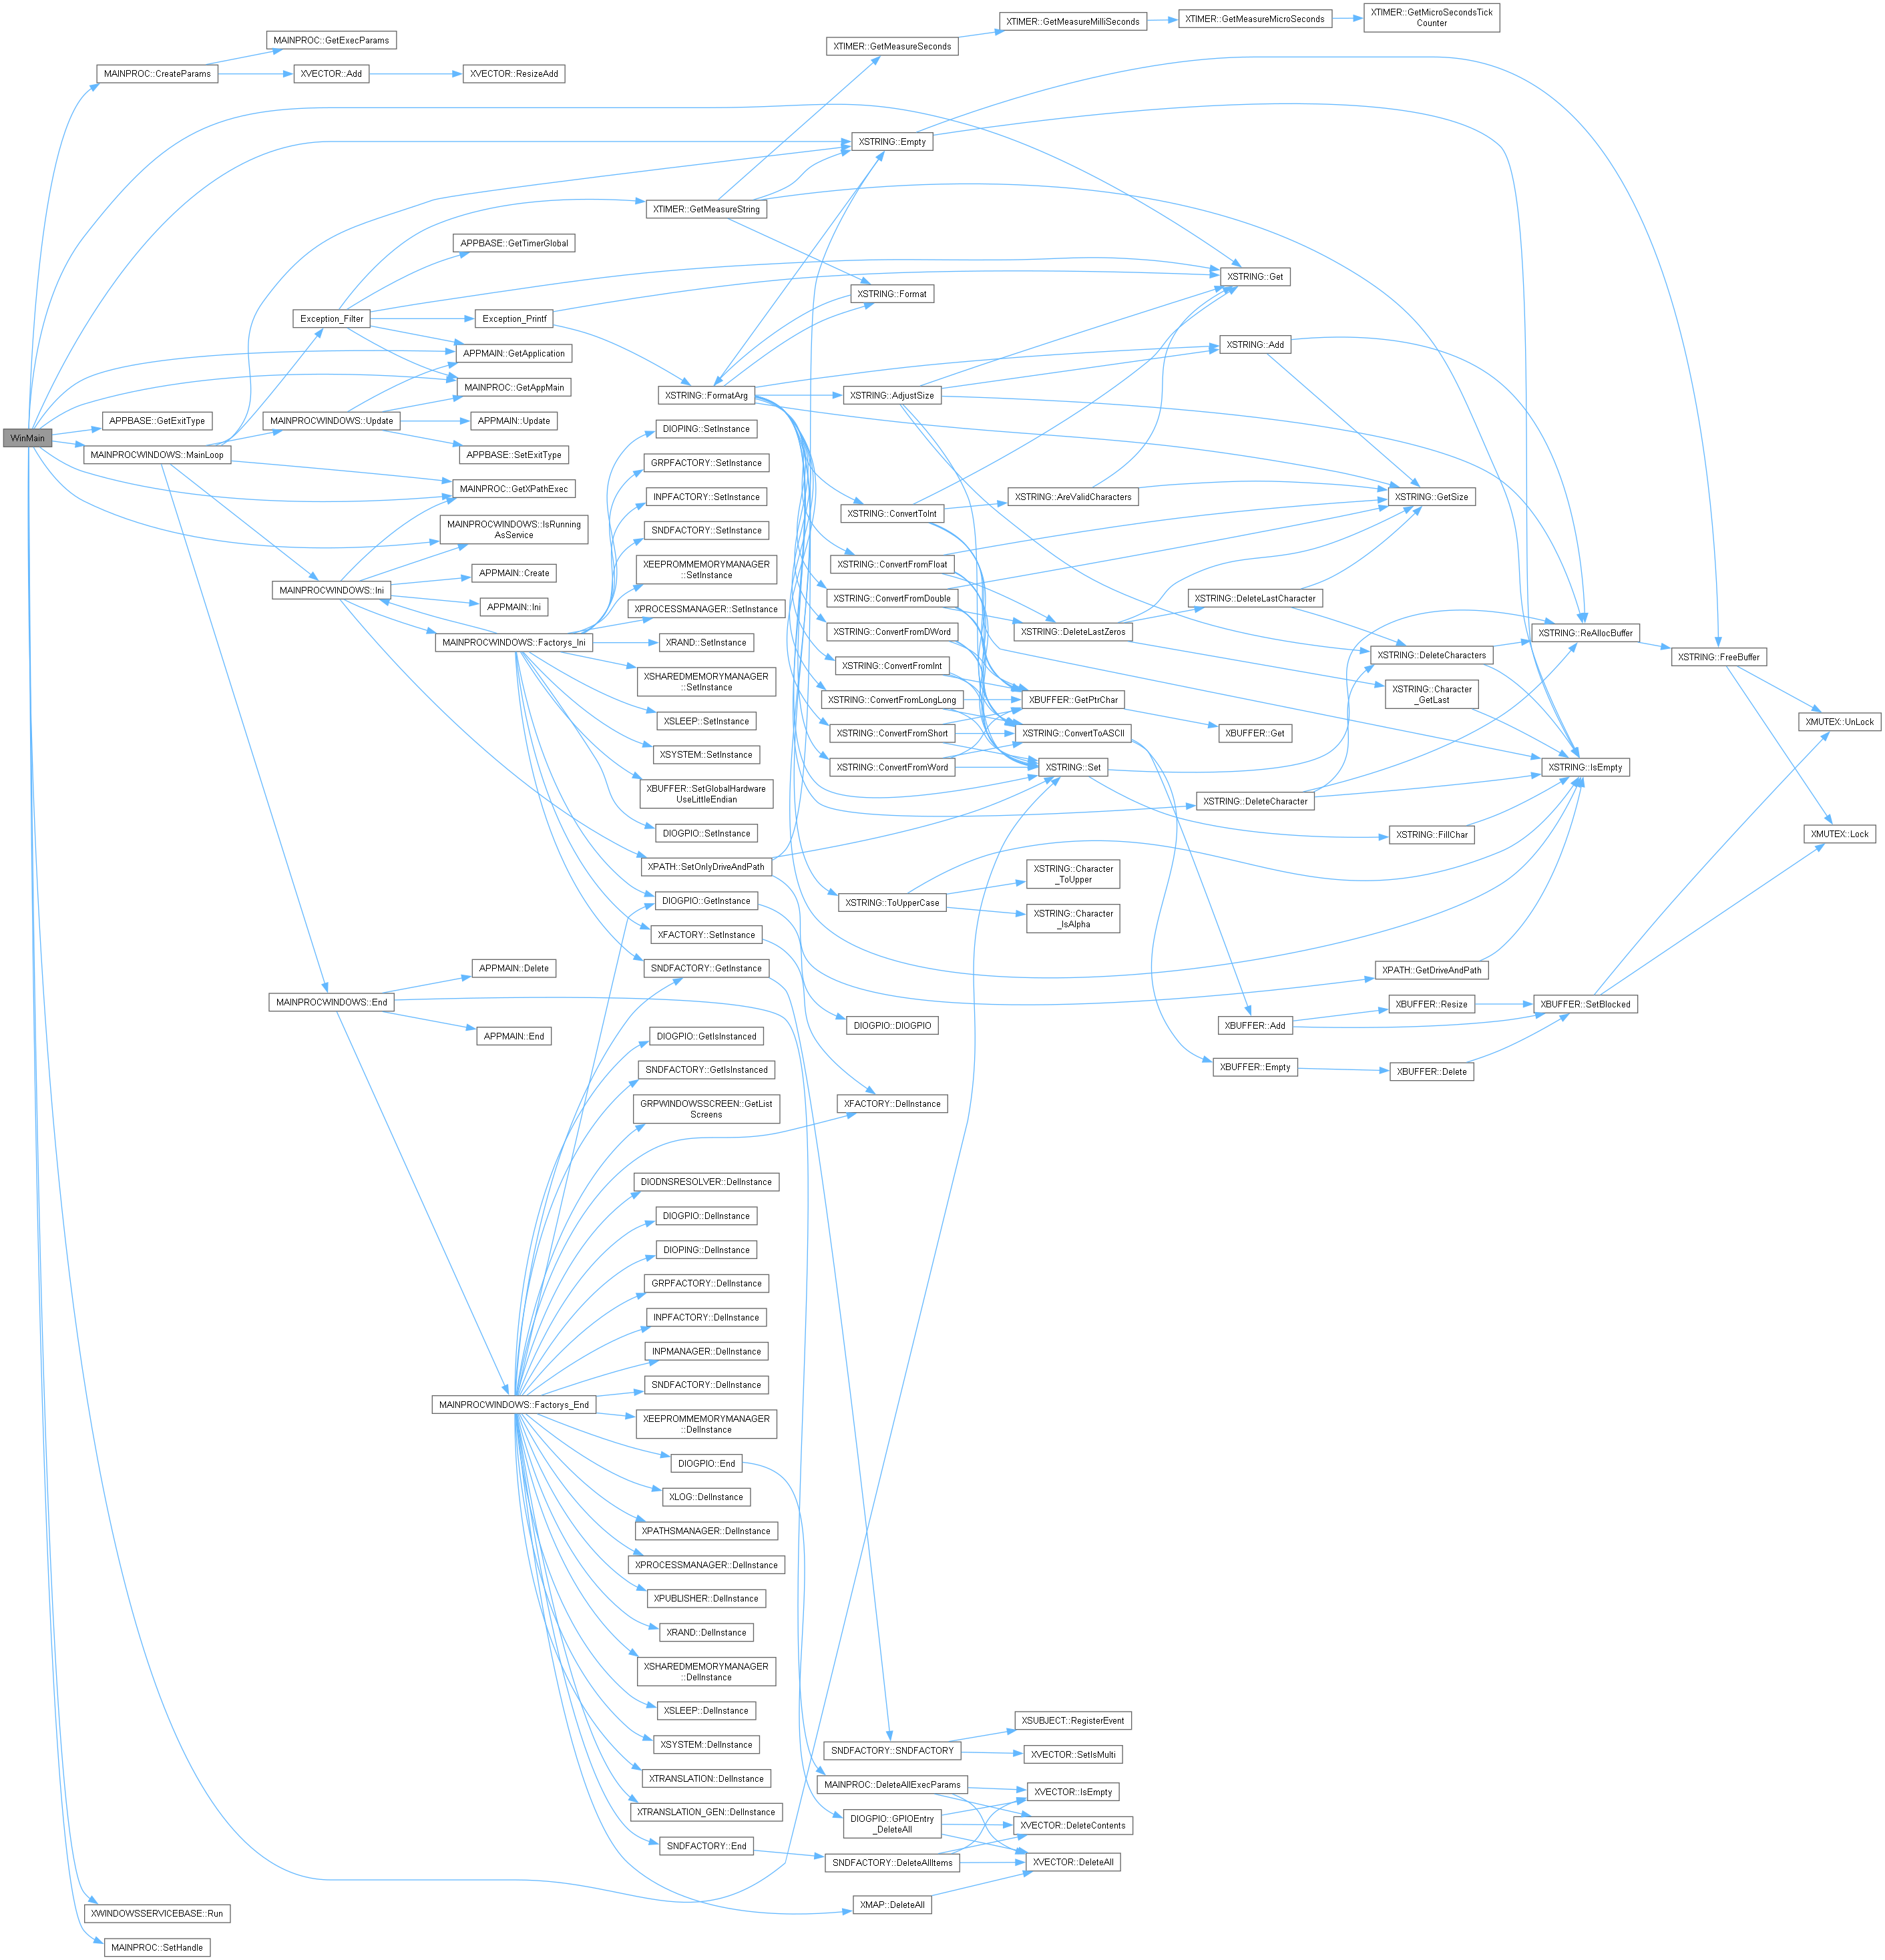 WinMain
MAINPROC::CreateParams
MAINPROC::GetExecParams
XVECTOR::Add
XVECTOR::ResizeAdd
APPBASE::GetExitType
MAINPROCWINDOWS::MainLoop
Exception_Filter
MAINPROCWINDOWS::Update
MAINPROCWINDOWS::Ini
MAINPROCWINDOWS::End
XWINDOWSSERVICEBASE::Run
MAINPROC::SetHandle
APPBASE::GetTimerGlobal
Exception_Printf
APPMAIN::GetApplication
MAINPROC::GetAppMain
APPMAIN::Update
APPBASE::SetExitType
MAINPROC::GetXPathExec
MAINPROCWINDOWS::IsRunning
AsService
APPMAIN::Create
APPMAIN::Ini
MAINPROCWINDOWS::Factorys_Ini
APPMAIN::Delete
APPMAIN::End
MAINPROCWINDOWS::Factorys_End
XTIMER::GetMeasureString
XSTRING::FormatArg
DIOPING::SetInstance
GRPFACTORY::SetInstance
INPFACTORY::SetInstance
SNDFACTORY::SetInstance
XEEPROMMEMORYMANAGER
::SetInstance
XPROCESSMANAGER::SetInstance
XRAND::SetInstance
XSHAREDMEMORYMANAGER
::SetInstance
XSLEEP::SetInstance
XSYSTEM::SetInstance
XBUFFER::SetGlobalHardware
UseLittleEndian
DIOGPIO::SetInstance
XPATH::SetOnlyDriveAndPath
DIOGPIO::GetInstance
XFACTORY::SetInstance
SNDFACTORY::GetInstance
DIOGPIO::GetIsInstanced
SNDFACTORY::GetIsInstanced
GRPWINDOWSSCREEN::GetList
Screens
DIODNSRESOLVER::DelInstance
DIOGPIO::DelInstance
DIOPING::DelInstance
GRPFACTORY::DelInstance
INPFACTORY::DelInstance
INPMANAGER::DelInstance
SNDFACTORY::DelInstance
XEEPROMMEMORYMANAGER
::DelInstance
DIOGPIO::End
XLOG::DelInstance
XPATHSMANAGER::DelInstance
XPROCESSMANAGER::DelInstance
XPUBLISHER::DelInstance
XRAND::DelInstance
XSHAREDMEMORYMANAGER
::DelInstance
XSLEEP::DelInstance
XSYSTEM::DelInstance
XTRANSLATION::DelInstance
XTRANSLATION_GEN::DelInstance
SNDFACTORY::End
XTIMER::GetMeasureSeconds
XSTRING::Empty
XSTRING::Format
XSTRING::AdjustSize
XSTRING::ConvertToInt
XSTRING::ConvertFromFloat
XSTRING::ConvertFromDouble
XSTRING::ConvertFromDWord
XSTRING::ConvertFromInt
XSTRING::ConvertFromLongLong
XSTRING::ConvertFromShort
XSTRING::ConvertFromWord
XSTRING::ToUpperCase
DIOGPIO::DIOGPIO
XFACTORY::DelInstance
SNDFACTORY::SNDFACTORY
MAINPROC::DeleteAllExecParams
DIOGPIO::GPIOEntry
_DeleteAll
SNDFACTORY::DeleteAllItems
XMAP::DeleteAll
XTIMER::GetMeasureMilliSeconds
XSTRING::AreValidCharacters
XSTRING::DeleteLastZeros
XBUFFER::GetPtrChar
XSTRING::ConvertToASCII
XSTRING::Set
XSTRING::Character
_ToUpper
XSTRING::Character
_IsAlpha
XSUBJECT::RegisterEvent
XVECTOR::SetIsMulti
XVECTOR::IsEmpty
XVECTOR::DeleteContents
XVECTOR::DeleteAll
XTIMER::GetMeasureMicroSeconds
XSTRING::Get
XSTRING::Add
XSTRING::DeleteLastCharacter
XBUFFER::Get
XSTRING::DeleteCharacter
XBUFFER::Add
XBUFFER::Empty
XTIMER::GetMicroSecondsTick
Counter
XSTRING::GetSize
XSTRING::DeleteCharacters
XSTRING::Character
_GetLast
XSTRING::FillChar
XPATH::GetDriveAndPath
XBUFFER::Resize
XBUFFER::Delete
XSTRING::ReAllocBuffer
XSTRING::IsEmpty
XBUFFER::SetBlocked
XSTRING::FreeBuffer
XMUTEX::UnLock
XMUTEX::Lock